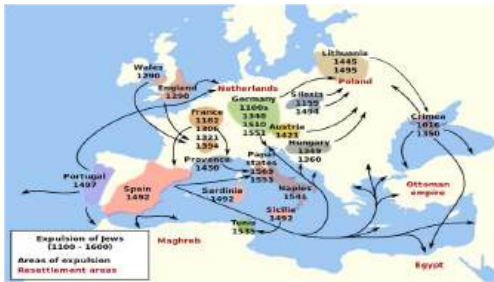 Wales
1290
England
1290
Netherlands
Lithuania
1445
1495
Poland
Germany
1100s
1348
1510
1551
Silesia
1159
1494
France
1182
1306
1321
1394
Austria
1421
Hungary
1349
1360
Crimea
1016
1350
Provence
1430
Papal
states
1569
1593
Portugal
1497
Spain
1492
Sardinia
1492
Naples
1541
Sicilie
1492
Tunis
1535
Ottoman
empire
Maghreb
Egypt
Expulsion of Jews
(1100 - 1600)
Areas of expulsion
Resettlement areas